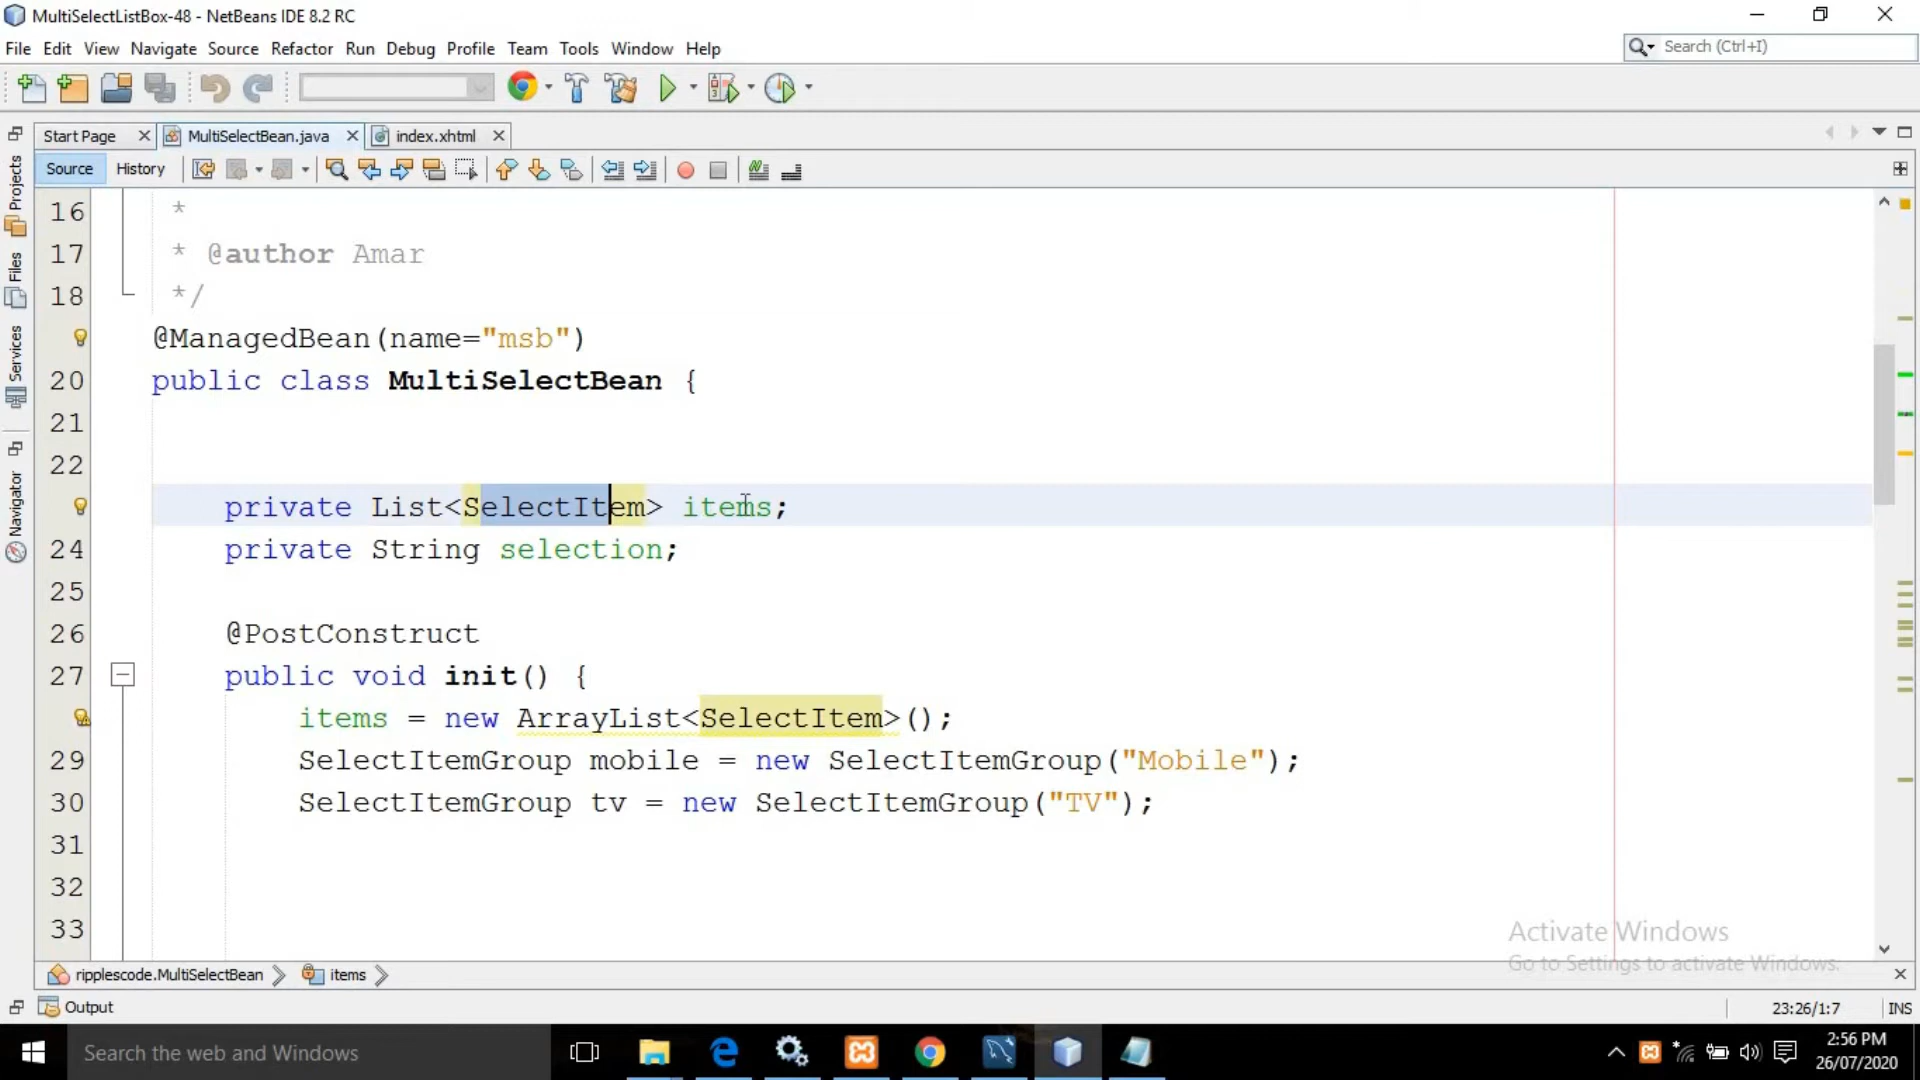 MultiSelectListBox-48 - NetBeans IDE 8.2 RC
File Edit View Navigate Source Refactor Run Debug Profile Team Tools Window Help
Search (Ctrl+I)
Start Page MultiSelectBean.java index.xhtml
Source History
Projects
Files
Services
Navigator
16 *
17 * @author Amar
18 */
@ManagedBean(name="msb")
20 public class MultiSelectBean {
21
22
private List<SelectItem> items;
24 private String selection;
25
26 @PostConstruct
27 public void init() {
items = new ArrayList<SelectItem>();
29 SelectItemGroup mobile = new SelectItemGroup("Mobile");
30 SelectItemGroup tv = new SelectItemGroup("TV");
31
32
33
Activate Windows
Go to Settings to activate Windows.
ripplescode.MultiSelectBean items
Output
23:26/1:7 INS
Search the web and Windows
2:56 PM
26/07/2020